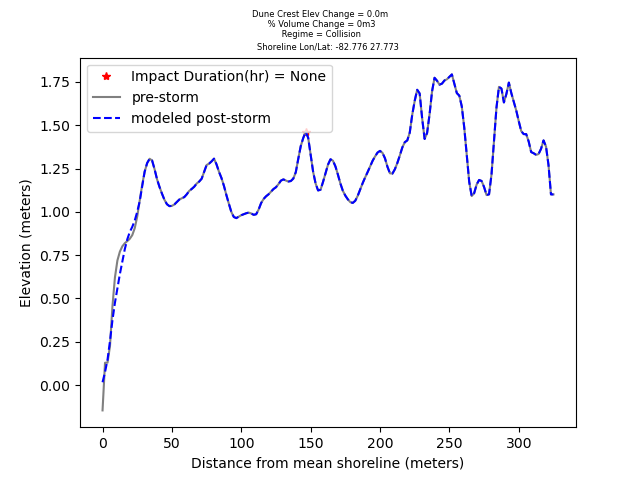 Dune Crest Elev Change = 0.0m
% Volume Change = 0m3
Regime = Collision
Shoreline Lon/Lat: -82.776 27.773
Impact Duration(hr) = None
pre-storm
modeled post-storm
1.75
1.50
1.25
1.00
0.75
0.50
0.25
0.00
Elevation (meters)
0 50 100 150 200 250 300
Distance from mean shoreline (meters)